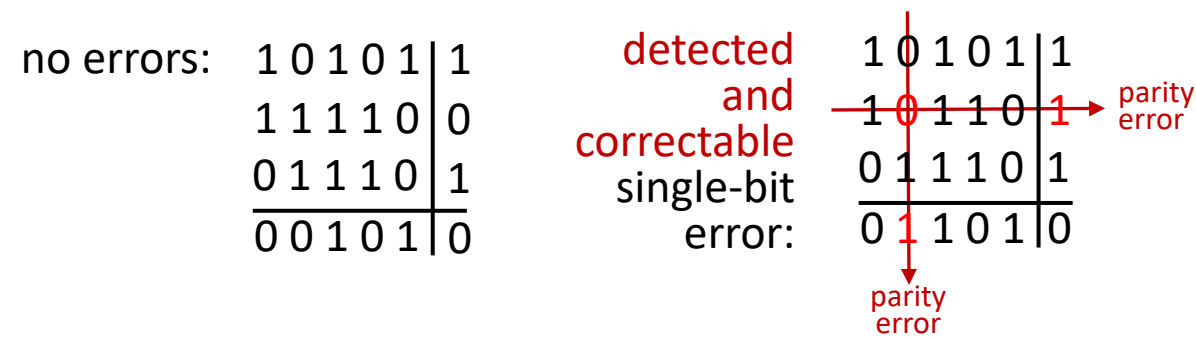 no errors:
1 0 1 0 1 1
1 1 1 1 0 0
0 1 1 1 0 1
0 0 1 0 1 0
detected
and
correctable
single-bit
error:
1 0 1 0 1 1
1 0 1 1 0 1
0 1 1 1 0 1
0 1 1 0 1 0
parity
error
parity
error